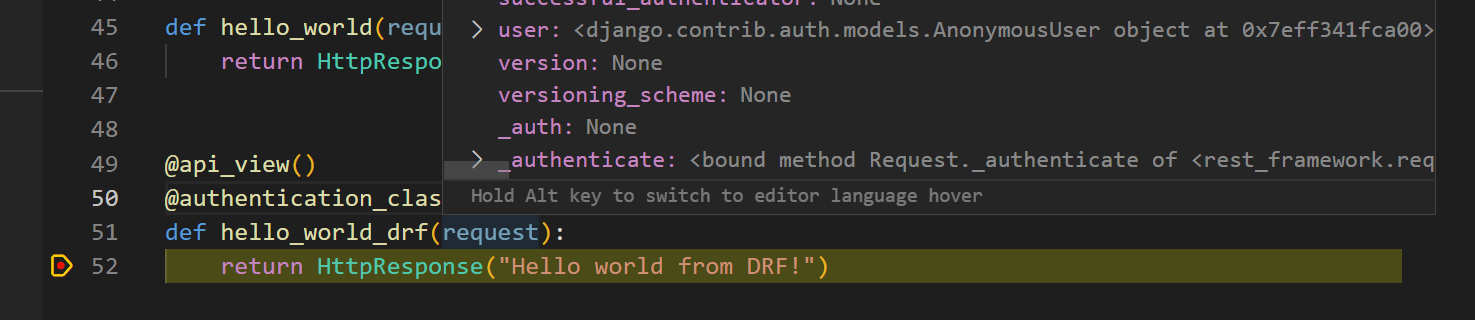 successful_authenticator: None
45 def hello_world(requ
> user: <django.contrib.auth.models.AnonymousUser object at 0x7eff341fca00>
46 return HttpRespo
version: None
47
versioning_scheme: None
48
_auth: None
49 @api_view()
> _authenticate: <bound method Request._authenticate of <rest_framework.req
50 @authentication_clas
Hold Alt key to switch to editor language hover
51 def hello_world_drf(request):
52 return HttpResponse("Hello world from DRF!")